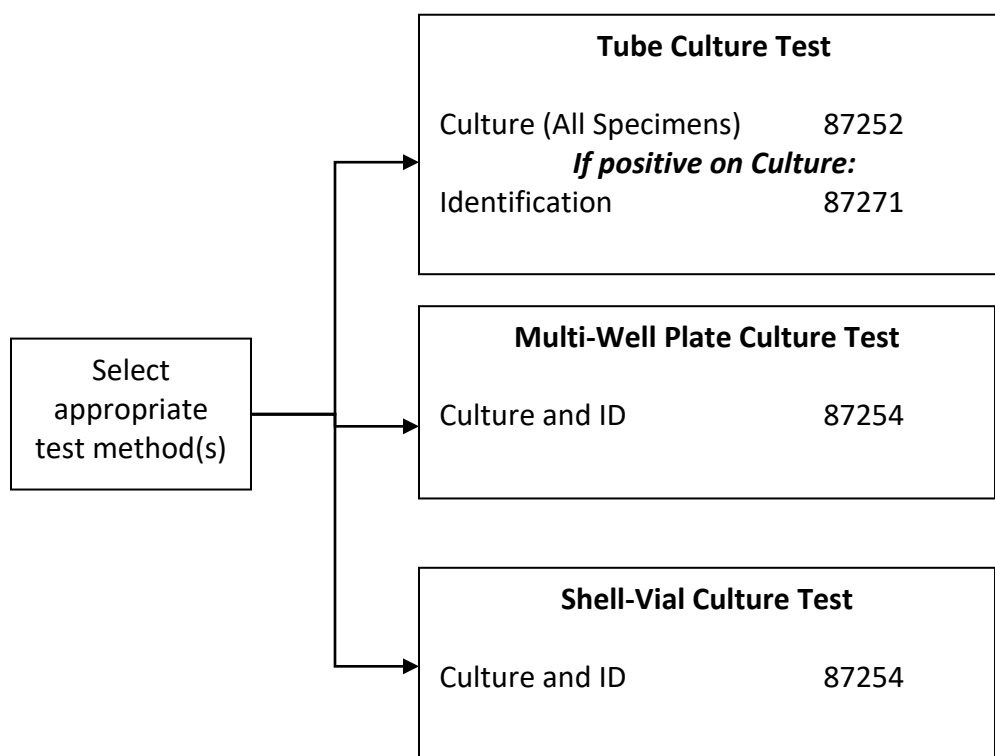 Tube Culture Test
Culture (All Specimens) 87252
If positive on Culture:
Identification 87271
Select
appropriate
test method(s)
Multi-Well Plate Culture Test
Culture and ID 87254
Shell-Vial Culture Test
Culture and ID 87254